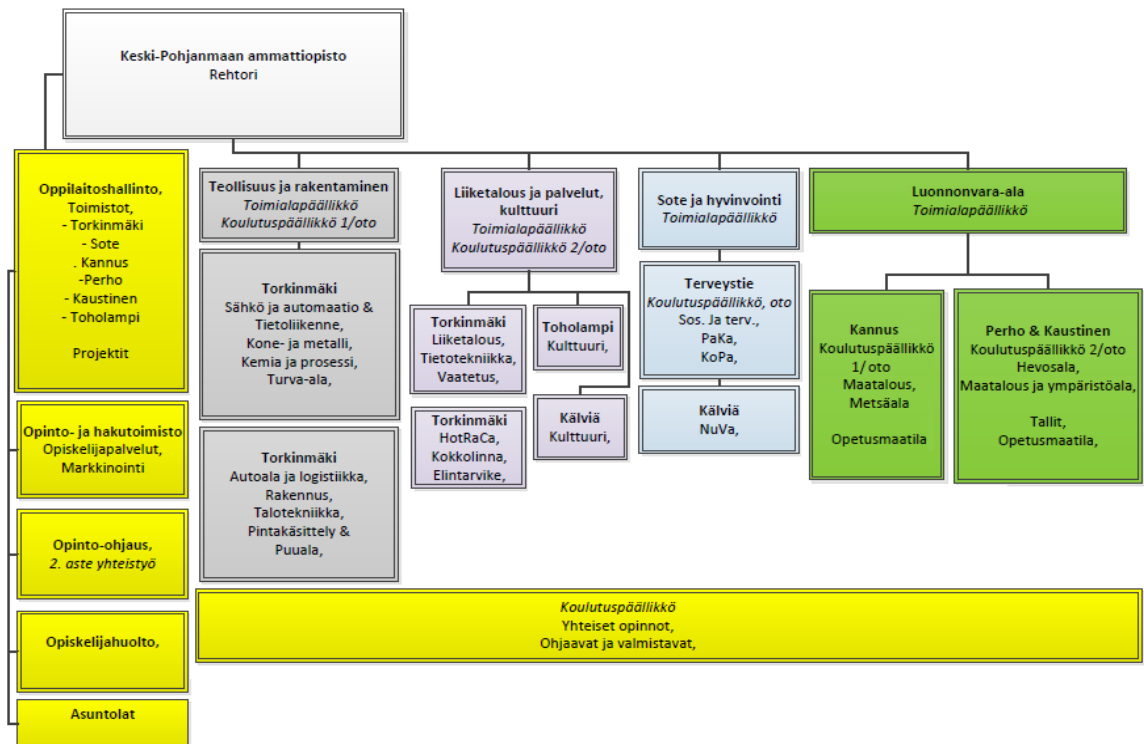 Keski-Pohjanmaan ammattiopisto
Rehtori
Oppilaitoshallinto,
Toimistot,
- Torkinmäki
- Sote
. Kannus
-Perho
- Kaustinen
- Toholampi
Projektit
Opinto- ja hakutoimisto
Opiskelijapalvelut,
Markkinointi
Opinto-ohjaus,
2. aste yhteistyö
Opiskelijahuolto,
Asuntolat
Teollisuus ja rakentaminen
Toimialapäällikkö
Koulutuspäällikkö 1/oto
Torkinmäki
Sähkö ja automaatio &
Tietoliikenne,
Kone- ja metalli,
Kemia ja prosessi,
Turva-ala,
Torkinmäki
Autoala ja logistiikka,
Rakennus,
Talotekniikka,
Pintakäsittely &
Puuala,
Liiketalous ja palvelut,
kulttuuri
Toimialapäällikkö
Koulutuspäällikkö 2/oto
Torkinmäki
Liiketalous,
Tietotekniikka,
Vaatetus,
Toholampi
Kulttuuri,
Torkinmäki
HotRaCa,
Kokkolinna,
Elintarvike,
Kälviä
Kulttuuri,
Sote ja hyvinvointi
Toimialapäällikkö
Terveystie
Koulutuspäällikkö, oto
Sos. Ja terv.,
PaKa,
KoPa,
Kälviä
NuVa,
Luonnonvara-ala
Toimialapäällikkö
Kannus
Koulutuspäällikkö
1/ oto
Maatalous,
Metsäala
Opetusmaatila
Perho & Kaustinen
Koulutuspäällikkö 2/oto
Hevosala,
Maatalous ja ympäristöala,
Tallit,
Opetusmaatila,
Koulutuspäällikkö
Yhteiset opinnot,
Ohjaavat ja valmistavat,